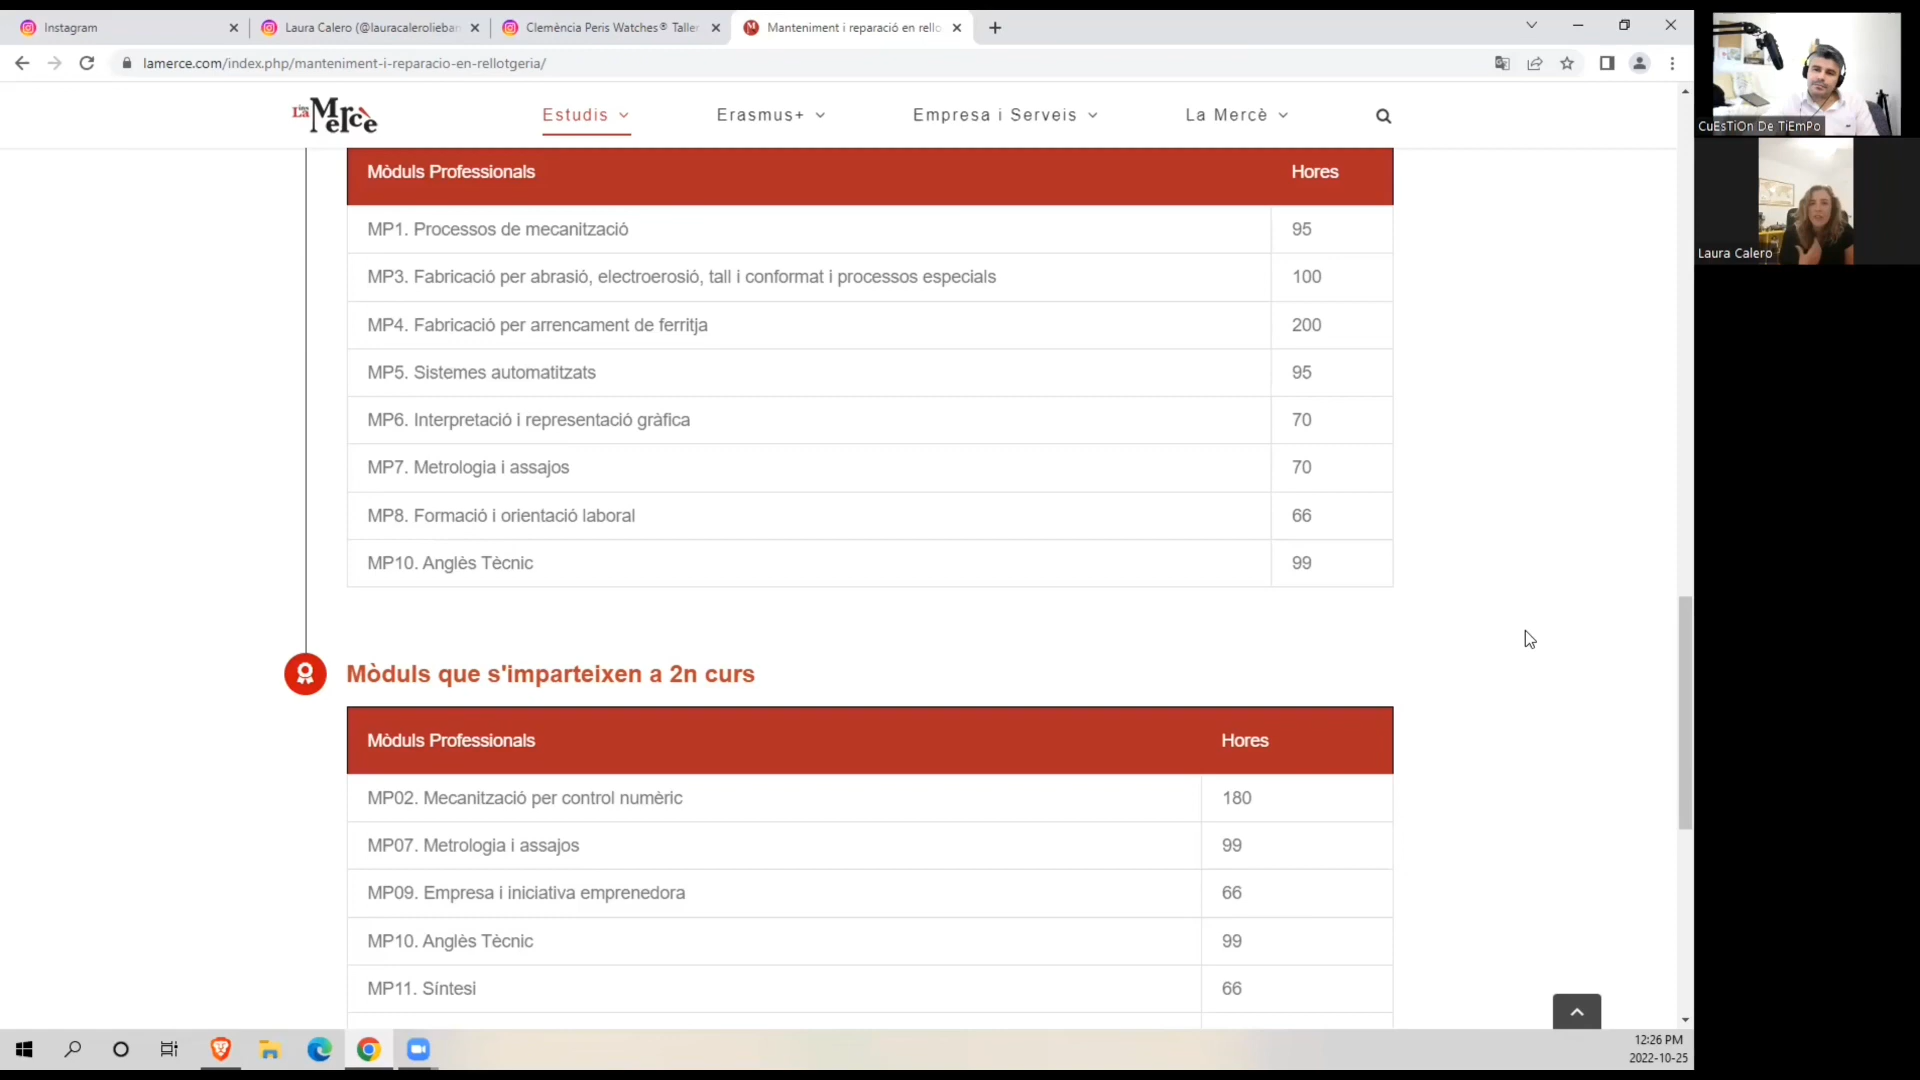 Instagram
Laura Calero (@lauracalerolieban
Clemència Peris Watches® Taller
Manteniment i reparació en rello
lamerce.com/index.php/manteniment-i-reparacio-en-rellotgeria/
La Mercè
Estudis
Erasmus+
Empresa i Serveis
La Mercè
Mòduls Professionals Hores
MP1. Processos de mecanització 95
MP3. Fabricació per abrasió, electroerosió, tall i conformat i processos especials 100
MP4. Fabricació per arrencament de ferritja 200
MP5. Sistemes automatitzats 95
MP6. Interpretació i representació gràfica 70
MP7. Metrologia i assajos 70
MP8. Formació i orientació laboral 66
MP10. Anglès Tècnic 99
Mòduls que s'imparteixen a 2n curs
Mòduls Professionals Hores
MP02. Mecanització per control numèric 180
MP07. Metrologia i assajos 99
MP09. Empresa i iniciativa emprenedora 66
MP10. Anglès Tècnic 99
MP11. Síntesi 66
12:26 PM
2022-10-25
CuEsTiOn De TiEmPo
Laura Calero